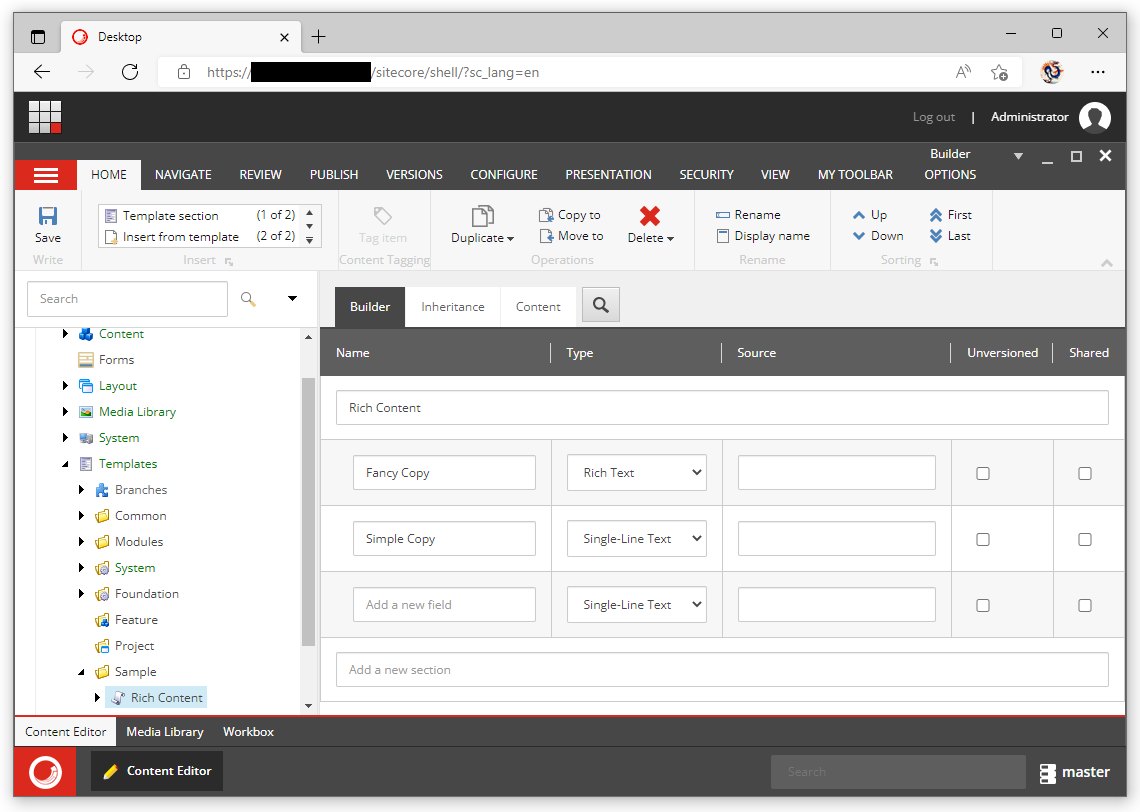 Desktop
https:// /sitecore/shell/?sc_lang=en
Log out | Administrator
Builder
HOME NAVIGATE REVIEW PUBLISH VERSIONS CONFIGURE PRESENTATION SECURITY VIEW MY TOOLBAR OPTIONS
Template section (1 of 2) Copy to Rename Up First
Insert from template (2 of 2) Move to Display name Down Last
Save Tag item Duplicate Delete
Write Insert Content Tagging Operations Rename Sorting
Search
Builder Inheritance Content
Content
Forms
Layout
Media Library
System
Templates
Branches
Common
Modules
System
Foundation
Feature
Project
Sample
Rich Content
Name Type Source Unversioned Shared
Rich Content
Fancy Copy Rich Text
Simple Copy Single-Line Text
Add a new field Single-Line Text
Add a new section
Content Editor Media Library Workbox
Content Editor Search master